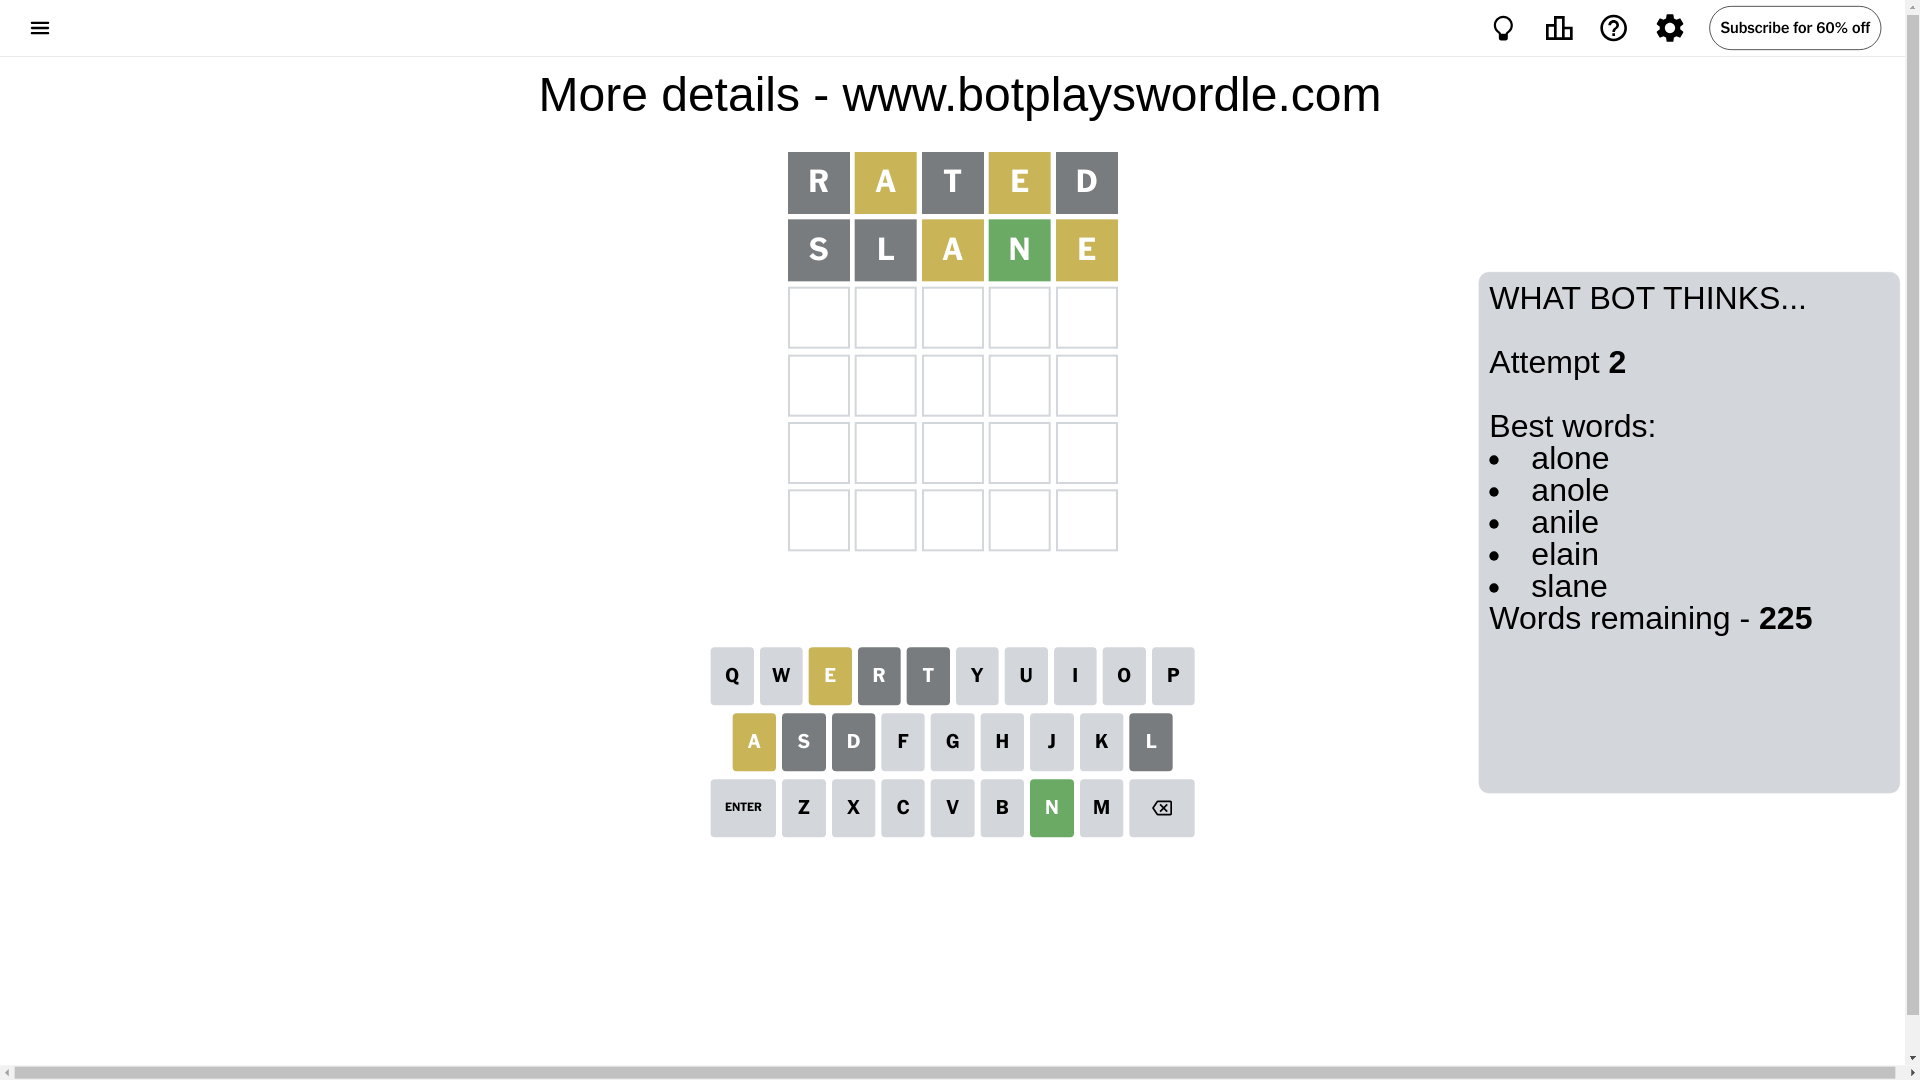 Subscribe for 60% off
More details - www.botplayswordle.com
R A T E D
S L A N E
WHAT BOT THINKS...
Attempt 2
Best words:
• alone
• anole
• anile
• elain
• slane
Words remaining - 225
Q W E R T Y U I O P
A S D F G H J K L
ENTER Z X C V B N M